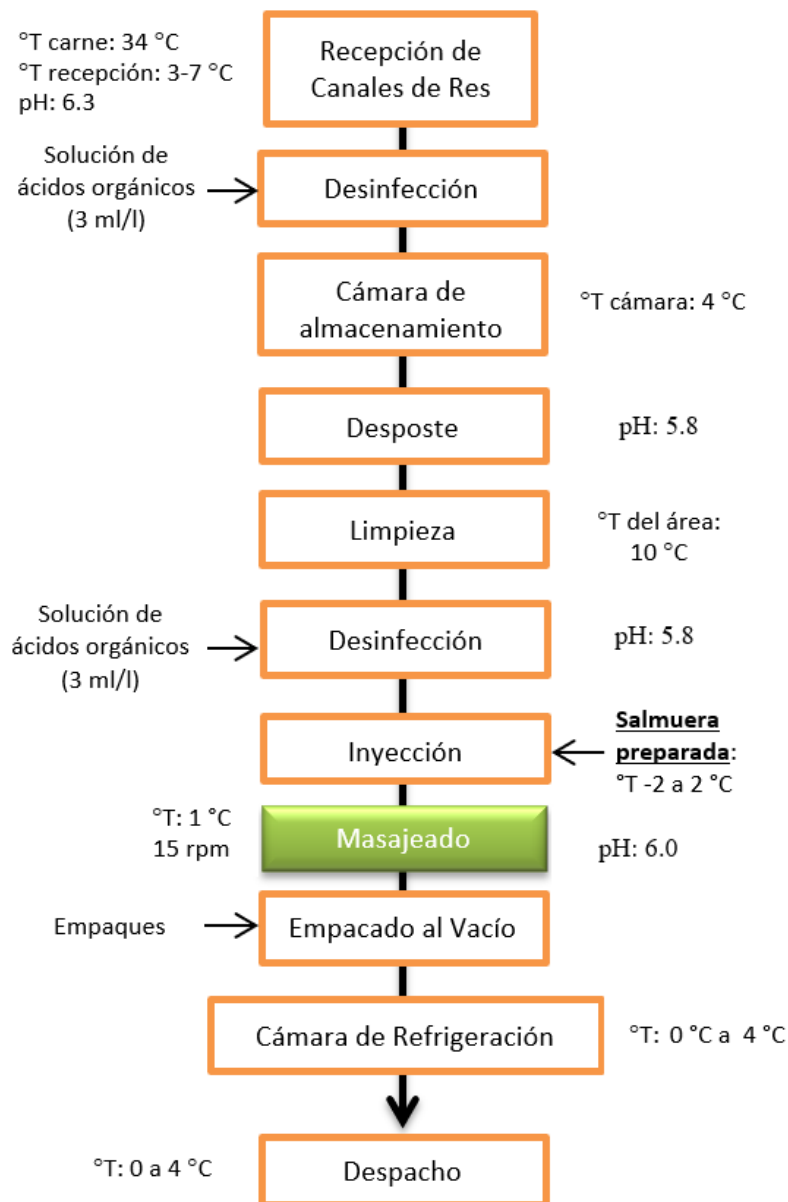 °T carne: 34 °C
°T recepción: 3-7 °C
pH: 6.3
Recepción de
Canales de Res
Solución de
ácidos orgánicos
(3 ml/l)
Desinfección
Cámara de
almacenamiento
°T cámara: 4 °C
Desposte
pH: 5.8
Limpieza
°T del área:
10 °C
Solución de
ácidos orgánicos
(3 ml/l)
Desinfección
pH: 5.8
Inyección
Salmuera
preparada:
°T -2 a 2 °C
°T: 1 °C
15 rpm
Masajeado
pH: 6.0
Empaques
Empacado al Vacío
Cámara de Refrigeración
°T: 0 °C a 4 °C
°T: 0 a 4 °C
Despacho